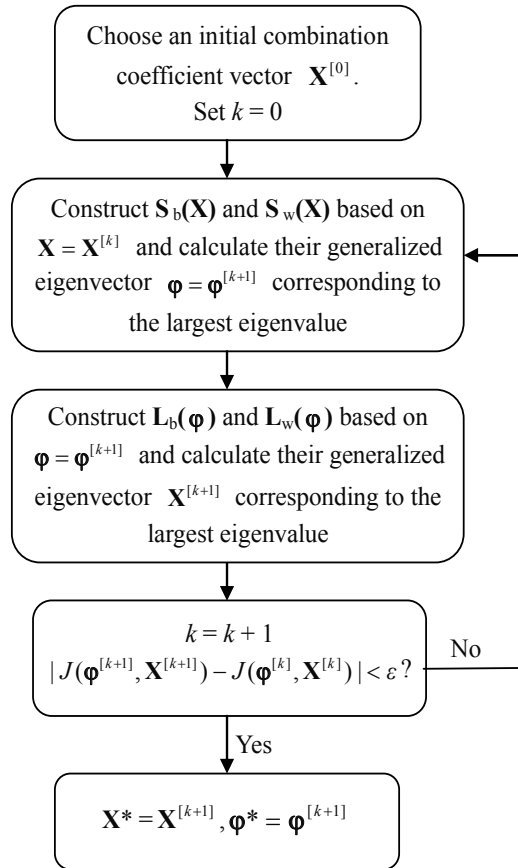 Choose an initial combination
coefficient vector X^[0].
Set k = 0
Construct S_b(X) and S_w(X) based on
X = X^[k] and calculate their generalized
eigenvector φ = φ^[k+1] corresponding to
the largest eigenvalue
Construct L_b(φ) and L_w(φ) based on
φ = φ^[k+1] and calculate their generalized
eigenvector X^[k+1] corresponding to the
largest eigenvalue
k = k + 1
| J(φ^[k+1], X^[k+1]) − J(φ^[k], X^[k]) | < ε ?
No
Yes
X* = X^[k+1], φ* = φ^[k+1]